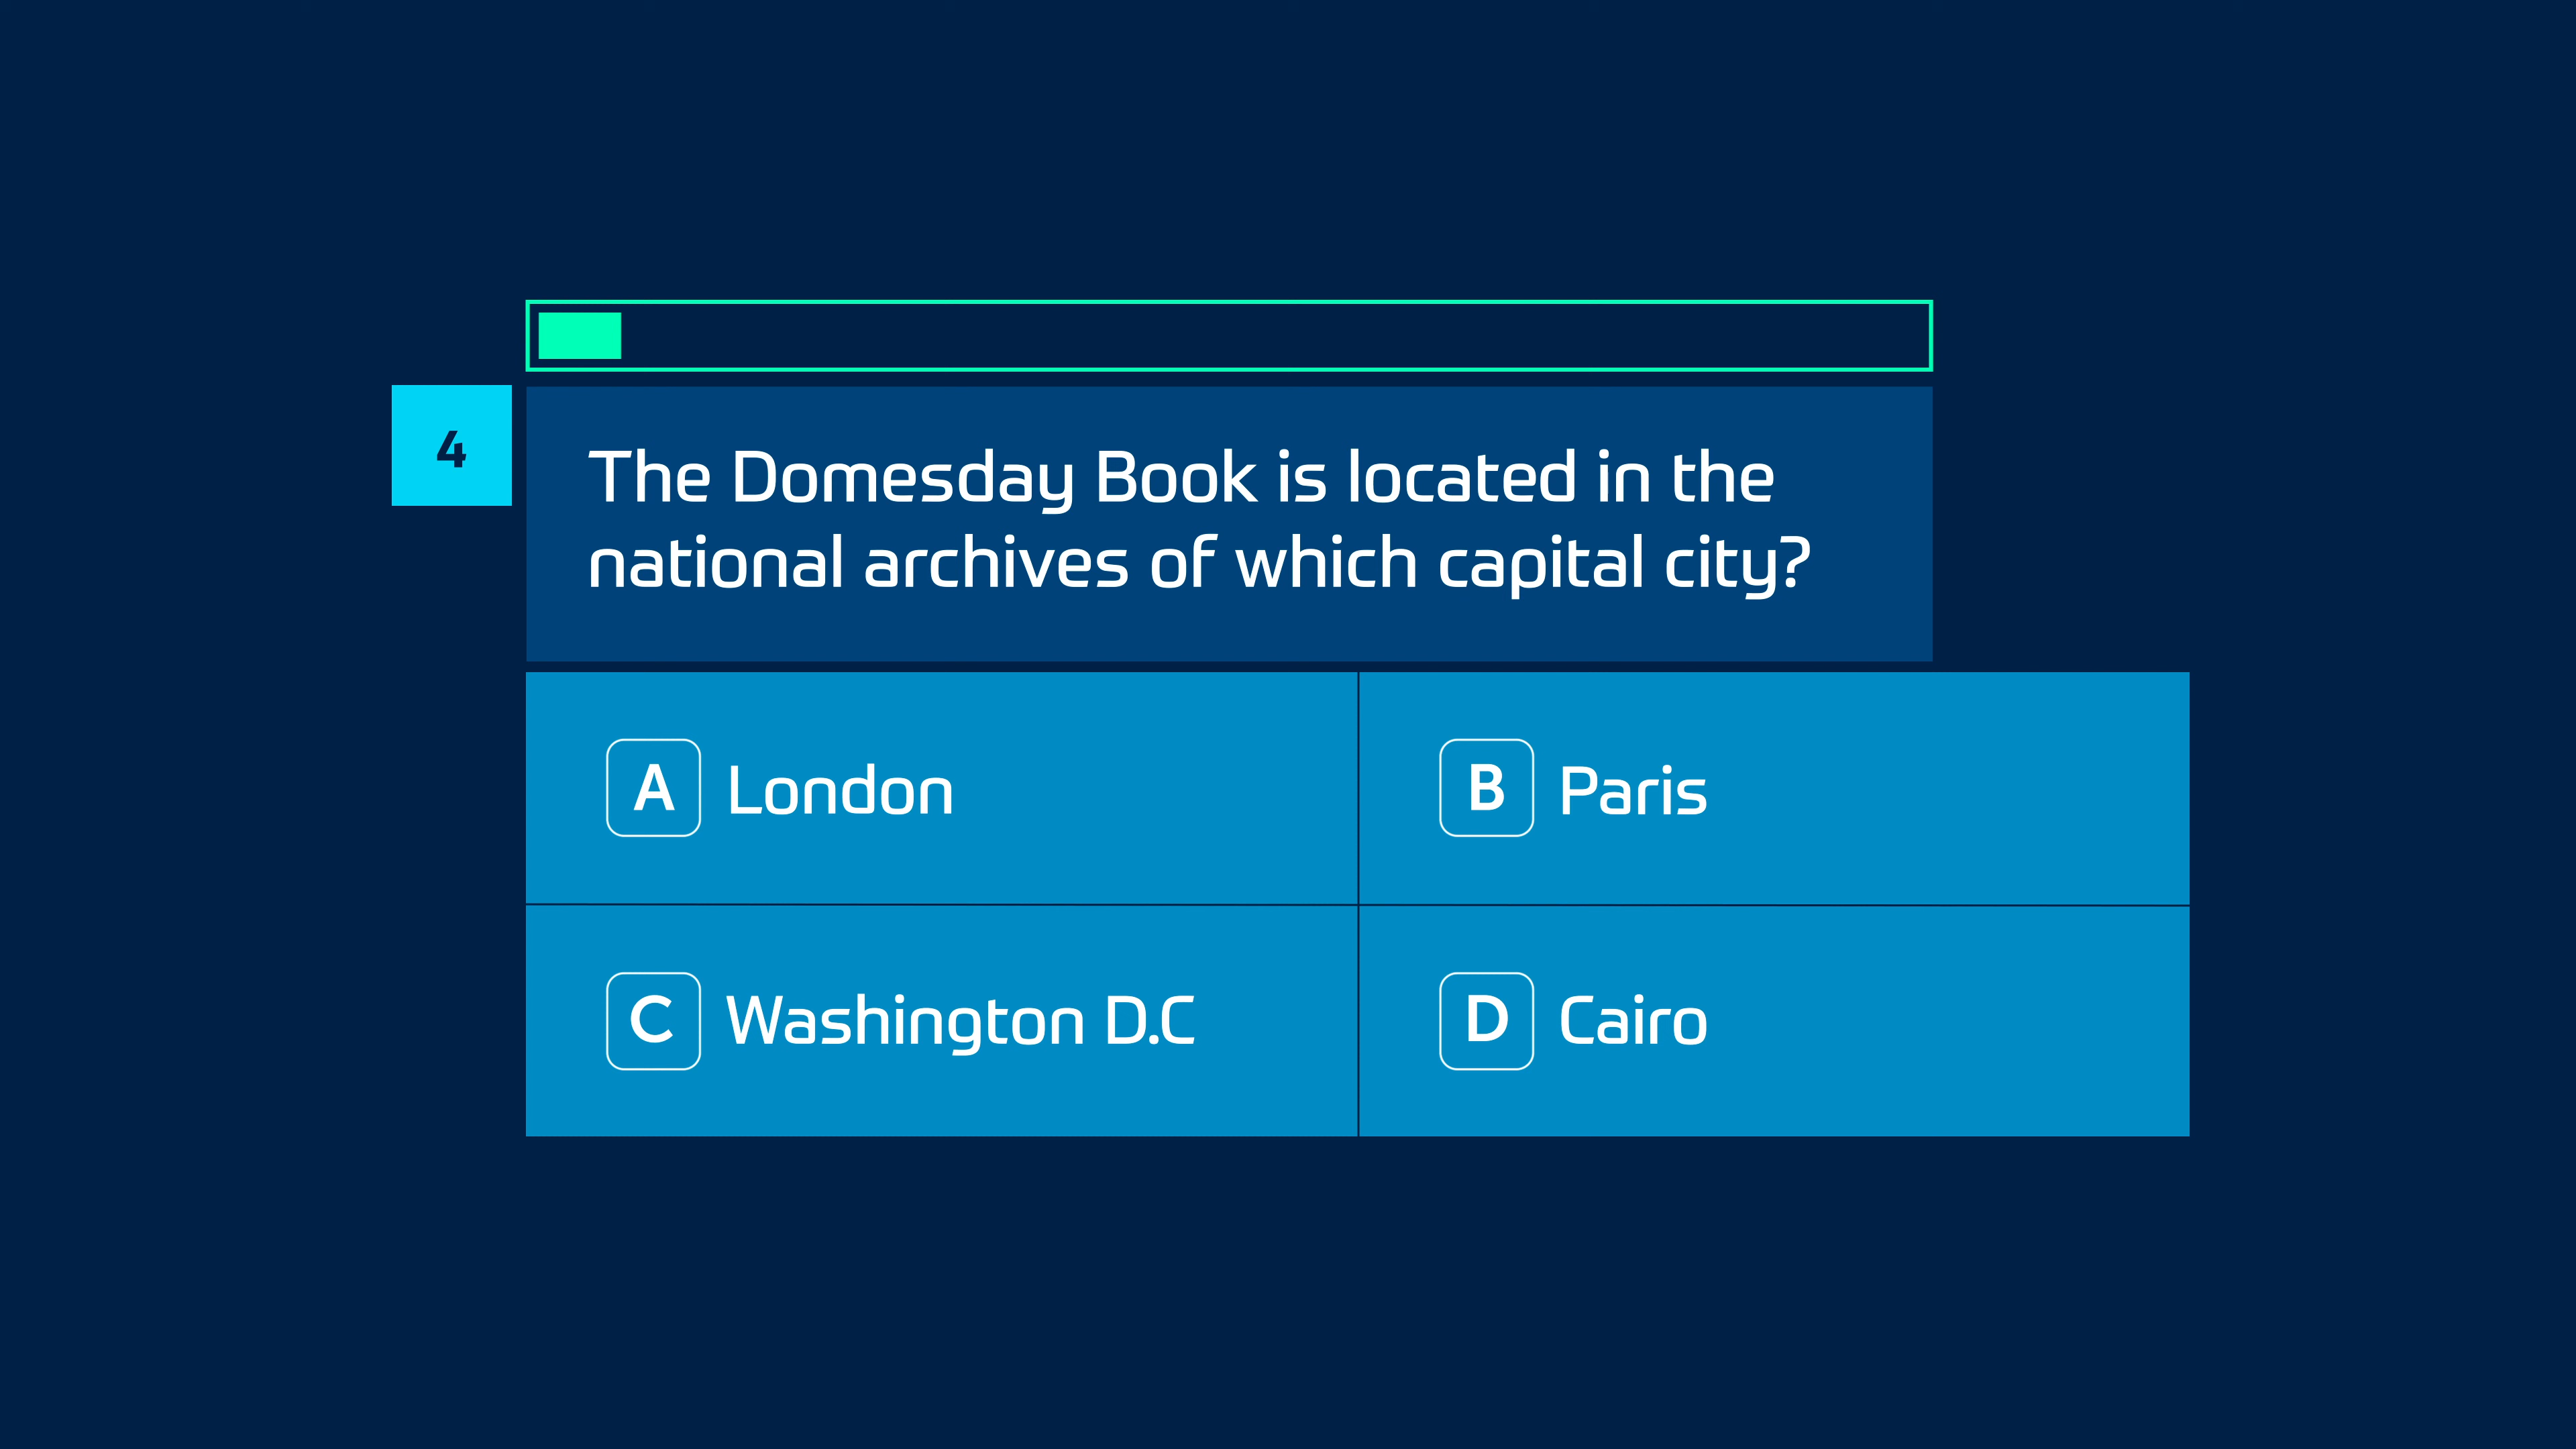 4
The Domesday Book is located in the
national archives of which capital city?
A London
B Paris
C Washington D.C
D Cairo